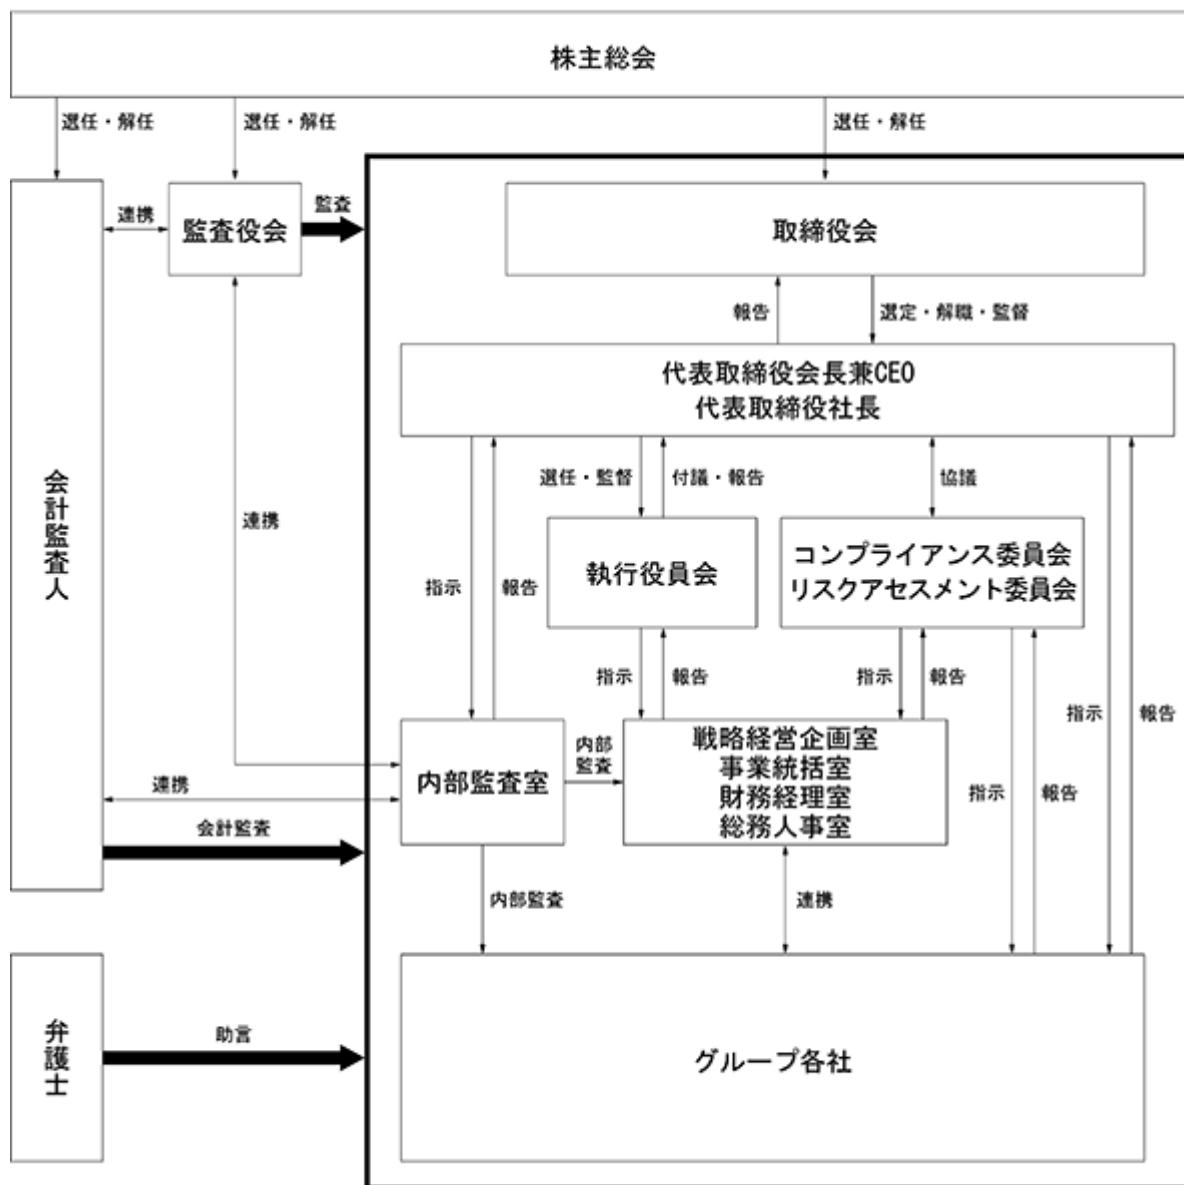 株主総会
選任・解任
選任・解任
選任・解任
連携
監査役会
監査
取締役会
報告
選定・解職・監督
代表取締役会長兼CEO
代表取締役社長
会計監査人
連携
選任・監督
付議・報告
協議
指示
報告
執行役員会
コンプライアンス委員会
リスクアセスメント委員会
指示
報告
指示
報告
指示
報告
内部監査室
内部
監査
戦略経営企画室
事業統括室
財務経理室
総務人事室
指示
報告
連携
会計監査
内部監査
連携
弁護士
助言
グループ各社